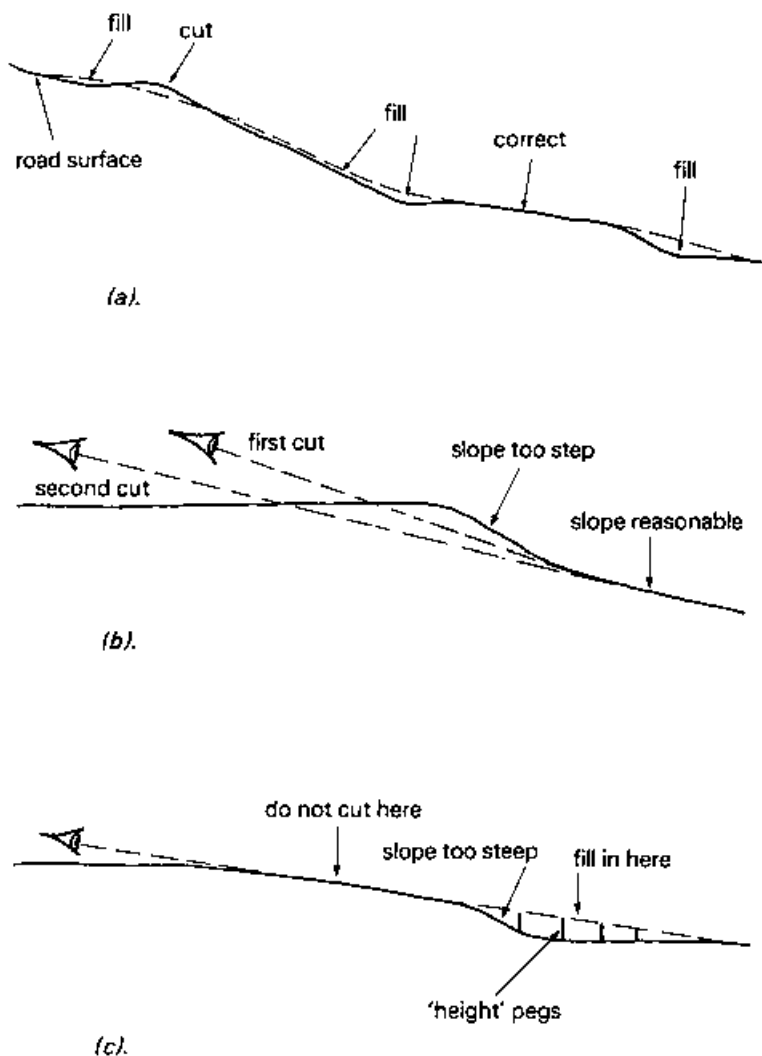 fill
cut
fill
correct
road surface
fill
(a).
first cut
slope too step
second cut
slope reasonable
(b).
do not cut here
slope too steep
fill in here
'height' pegs
(c).